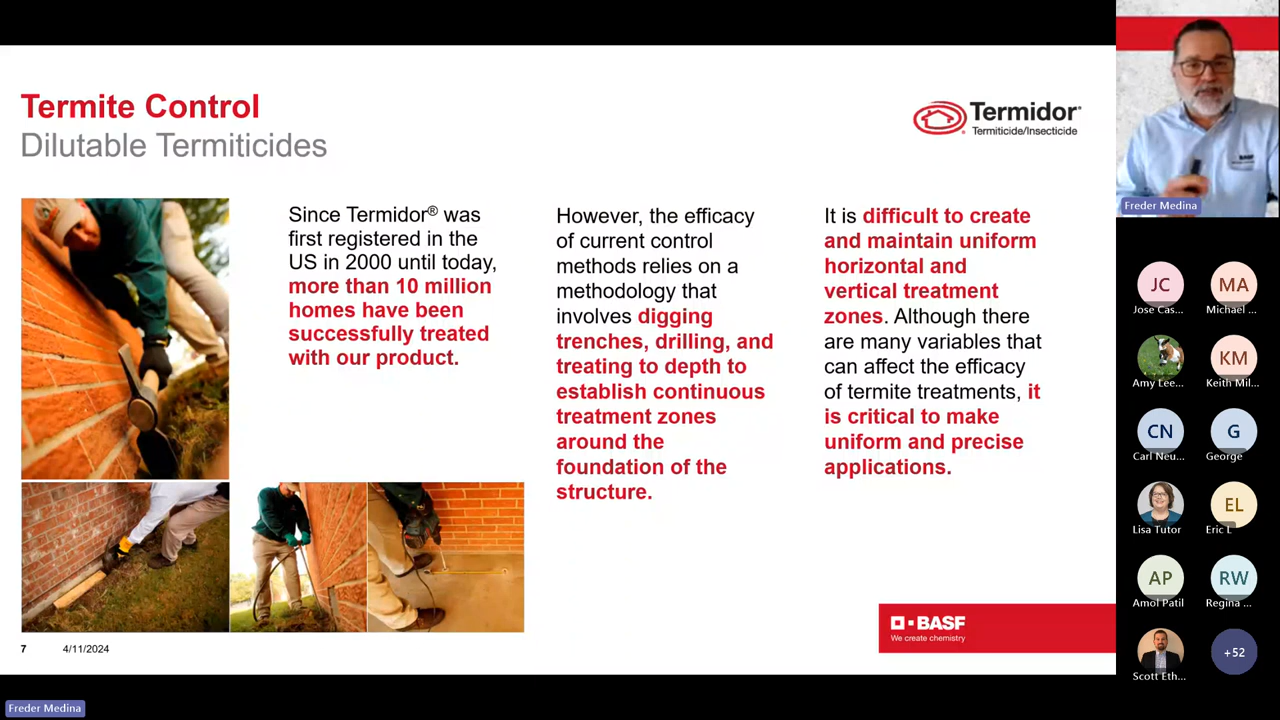 Termite Control
Dilutable Termiticides
Termidor®
Termiticide/Insecticide
Since Termidor® was
first registered in the
US in 2000 until today,
more than 10 million
homes have been
successfully treated
with our product.
However, the efficacy
of current control
methods relies on a
methodology that
involves digging
trenches, drilling, and
treating to depth to
establish continuous
treatment zones
around the
foundation of the
structure.
It is difficult to create
and maintain uniform
horizontal and
vertical treatment
zones. Although there
are many variables that
can affect the efficacy
of termite treatments, it
is critical to make
uniform and precise
applications.
BASF
We create chemistry
7 4/11/2024
Freder Medina
BASF
Freder Medina
JC MA
Jose Cas... Michael ...
KM
Amy Lee... Keith Mil...
CN G
Carl Neu... George
EL
Lisa Tutor Eric L
AP RW
Amol Patil Regina ...
+52
Scott Eth...